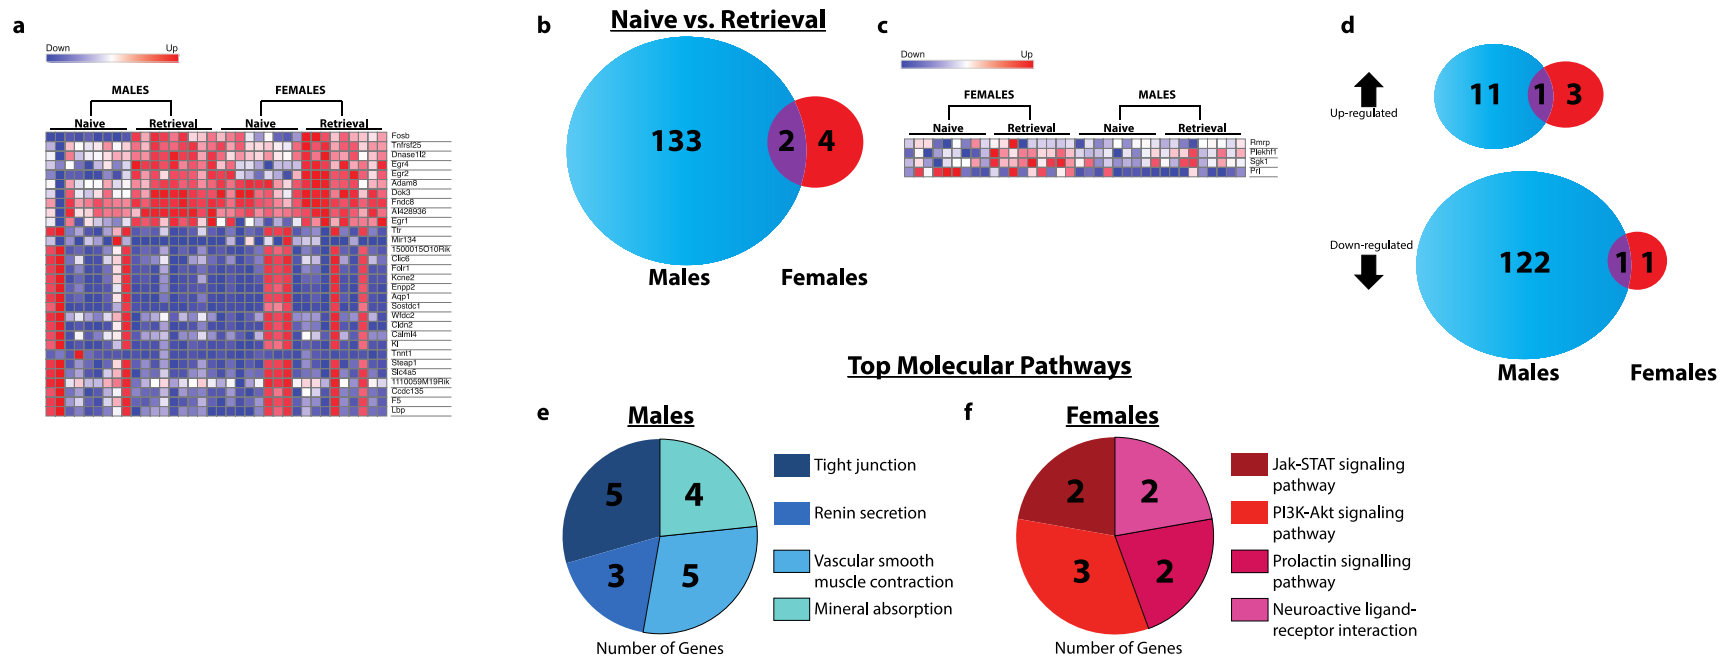 a
Down Up
MALES FEMALES
Naive Retrieval Naive Retrieval
Fosb
Tnfrsf25
Dnase1l2
Egr4
Egr2
Adam8
Dok3
Fndc8
AI428936
Egr1
Ttr
Mir134
1500015O10Rik
Clic6
Folr1
Kcne2
Enpp2
Aqp1
Sostdc1
Wfdc2
Cldn2
Calml4
Kl
Tnnt1
Steap1
Slc4a5
1110059M19Rik
Ccdc135
F5
Lbp
b
Naive vs. Retrieval
133 2 4
Males Females
c
Down Up
FEMALES MALES
Naive Retrieval Naive Retrieval
Rmrp
Plekhf1
Sgk1
Prl
d
Up-regulated
11 1 3
Down-regulated
122 1 1
Males Females
Top Molecular Pathways
e
Males
5 4
3 5
Number of Genes
Tight junction
Renin secretion
Vascular smooth
muscle contraction
Mineral absorption
f
Females
2 2
3 2
Number of Genes
Jak-STAT signaling
pathway
PI3K-Akt signaling
pathway
Prolactin signalling
pathway
Neuroactive ligand-
receptor interaction